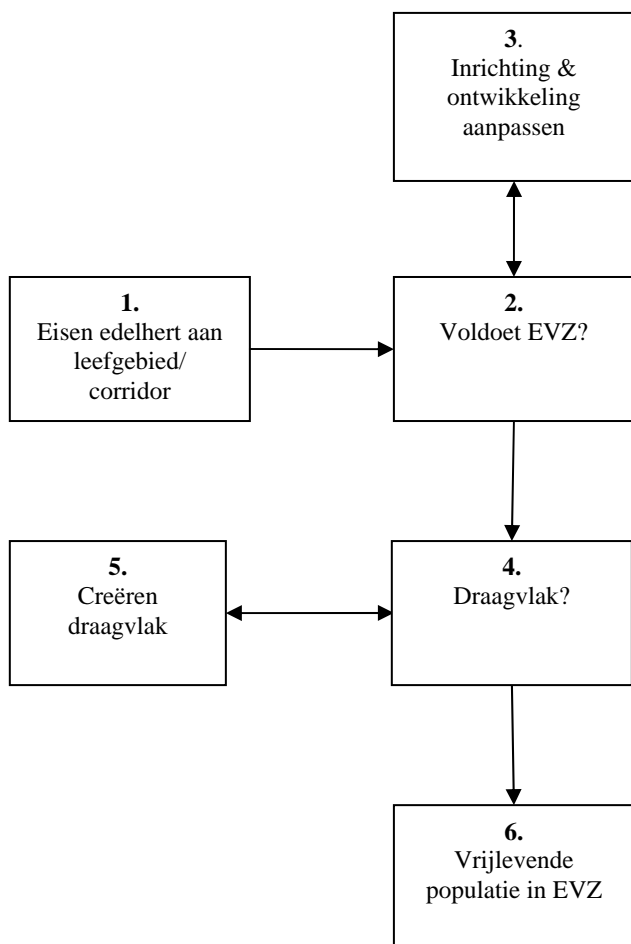 3.
Inrichting &
ontwikkeling
aanpassen
1.
Eisen edelhert aan
leefgebied/
corridor
2.
Voldoet EVZ?
5.
Creëren
draagvlak
4.
Draagvlak?
6.
Vrijlevende
populatie in EVZ